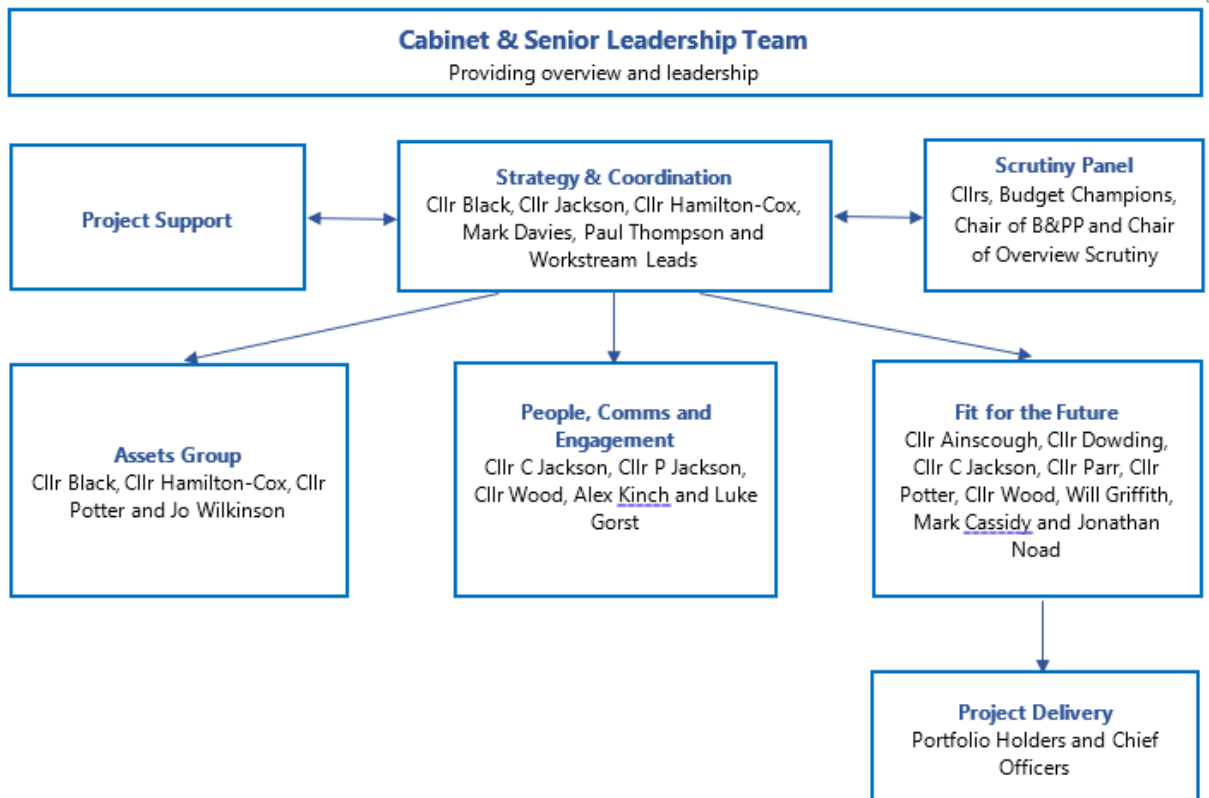 Cabinet & Senior Leadership Team
Providing overview and leadership
Project Support
Strategy & Coordination
Cllr Black, Cllr Jackson, Cllr Hamilton-Cox,
Mark Davies, Paul Thompson and
Workstream Leads
Scrutiny Panel
Cllrs, Budget Champions,
Chair of B&PP and Chair
of Overview Scrutiny
Assets Group
Cllr Black, Cllr Hamilton-Cox, Cllr
Potter and Jo Wilkinson
People, Comms and
Engagement
Cllr C Jackson, Cllr P Jackson,
Cllr Wood, Alex Kinch and Luke
Gorst
Fit for the Future
Cllr Ainscough, Cllr Dowding,
Cllr C Jackson, Cllr Parr, Cllr
Potter, Cllr Wood, Will Griffith,
Mark Cassidy and Jonathan
Noad
Project Delivery
Portfolio Holders and Chief
Officers